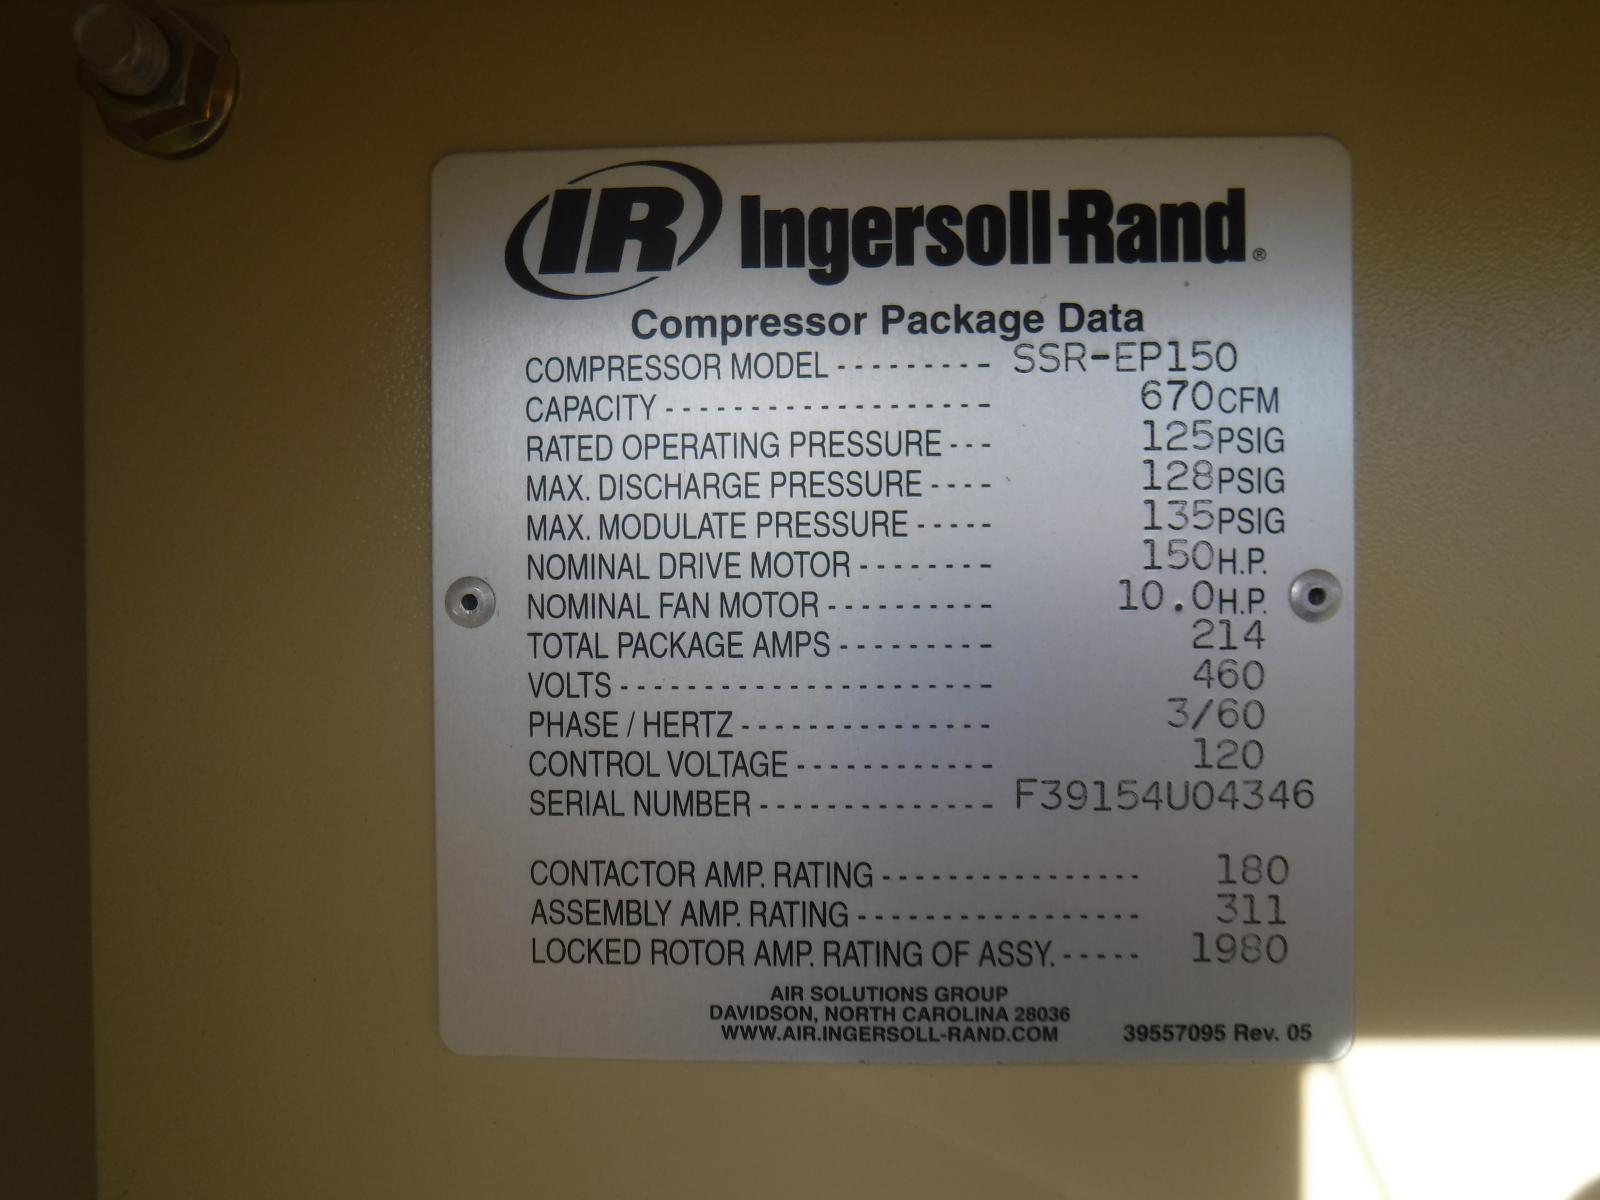 IR Ingersoll-Rand®
Compressor Package Data
COMPRESSOR MODEL --------- SSR-EP150
CAPACITY ------------------- 670CFM
RATED OPERATING PRESSURE --- 125PSIG
MAX. DISCHARGE PRESSURE ---- 128PSIG
MAX. MODULATE PRESSURE ----- 135PSIG
NOMINAL DRIVE MOTOR -------- 150H.P.
NOMINAL FAN MOTOR ---------- 10.0H.P.
TOTAL PACKAGE AMPS --------- 214
VOLTS ---------------------- 460
PHASE / HERTZ --------------- 3/60
CONTROL VOLTAGE ------------ 120
SERIAL NUMBER -------------- F39154U04346
CONTACTOR AMP. RATING ---------------- 180
ASSEMBLY AMP. RATING ----------------- 311
LOCKED ROTOR AMP. RATING OF ASSY. ----- 1980
AIR SOLUTIONS GROUP
DAVIDSON, NORTH CAROLINA 28036
WWW.AIR.INGERSOLL-RAND.COM 39557095 Rev. 05